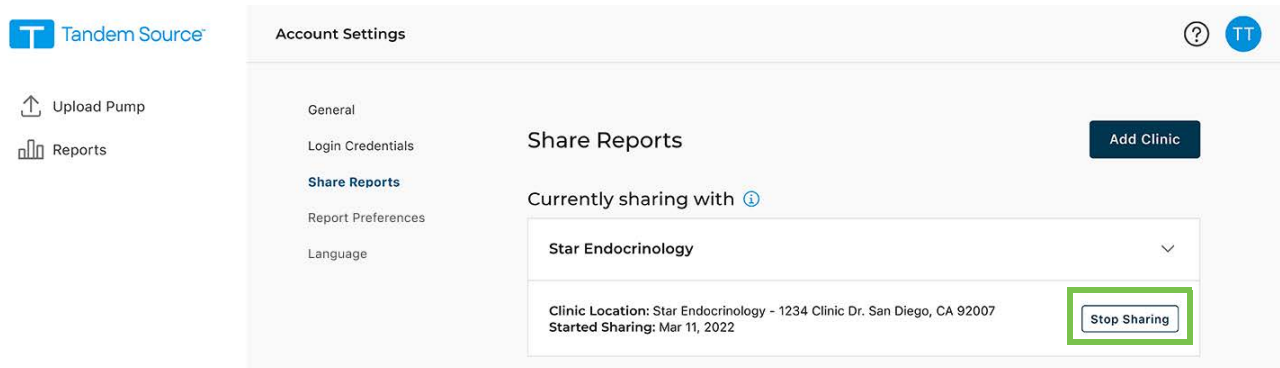 Tandem Source™
Account Settings
?
TT
Upload Pump
Reports
General
Login Credentials
Share Reports
Report Preferences
Language
Share Reports
Add Clinic
Currently sharing with
Star Endocrinology
Clinic Location: Star Endocrinology - 1234 Clinic Dr. San Diego, CA 92007
Started Sharing: Mar 11, 2022
Stop Sharing